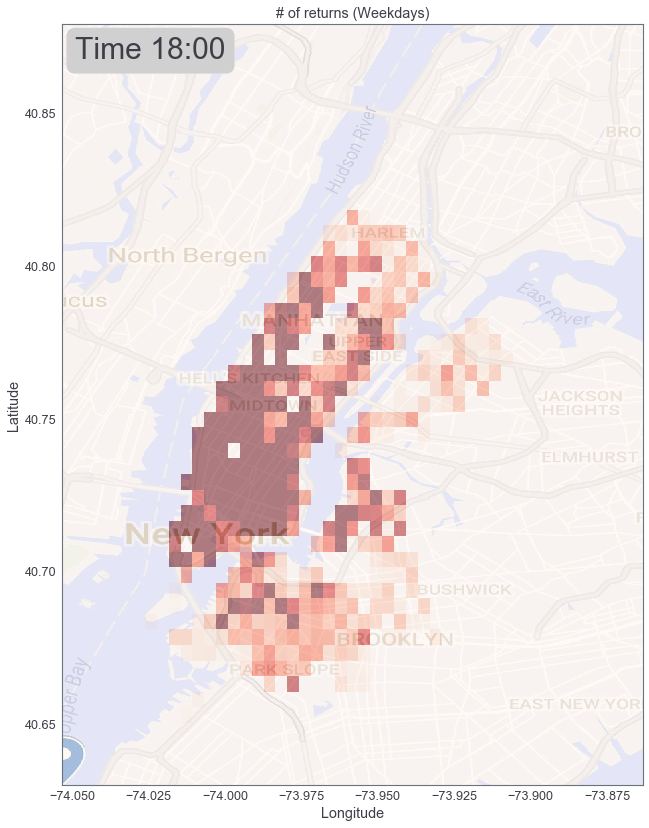 # of returns (Weekdays)
Time 18:00
40.85
40.80
40.75
40.70
40.65
Latitude
Hudson River
BRO
HARLEM
North Bergen
East River
MANHATTAN
UPPER
EAST SIDE
HELL'S KITCHEN
MIDTOWN
JACKSON
HEIGHTS
ELMHURST
New York
BUSHWICK
BROOKLYN
PARK SLOPE
EAST NEW YOR
−74.050
−74.025
−74.000
−73.975
−73.950
−73.925
−73.900
−73.875
Longitude